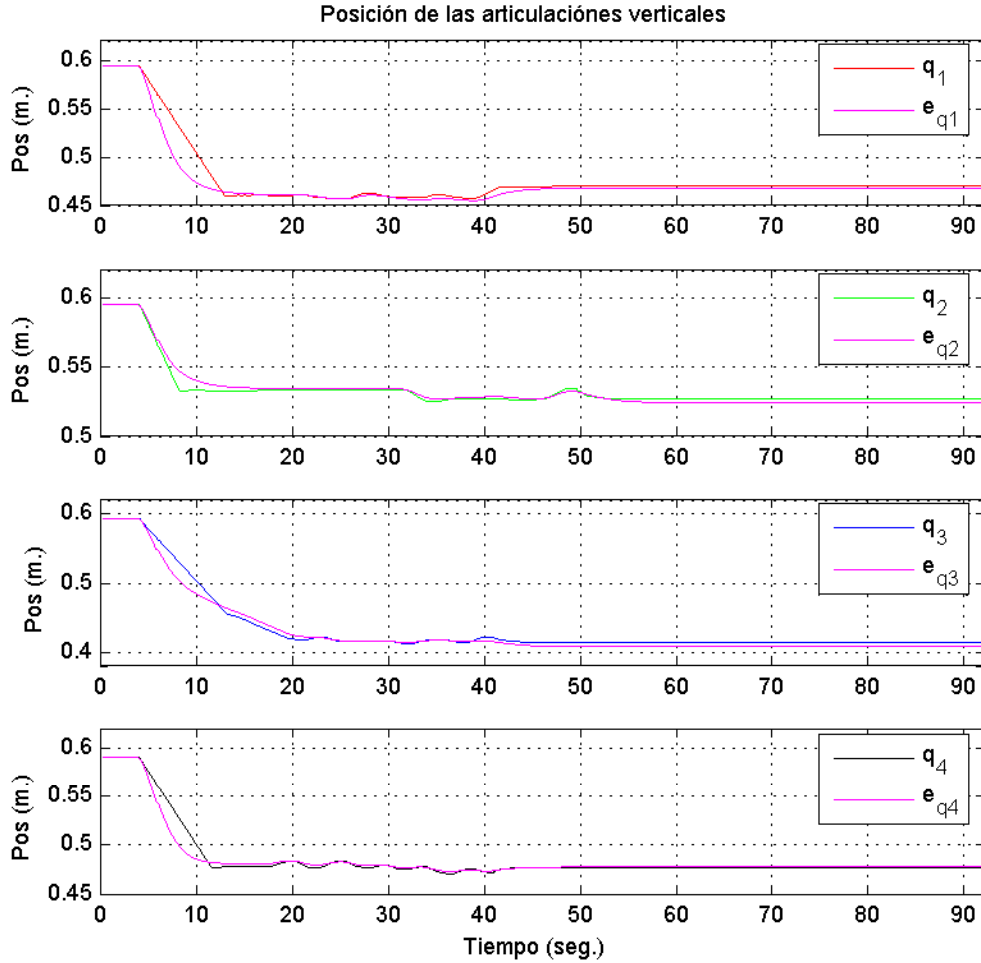 Posición de las articulaciónes verticales
0.6
0.55
0.5
0.45
Pos (m.)
q1
eq1
0 10 20 30 40 50 60 70 80 90
0.6
0.55
0.5
Pos (m.)
q2
eq2
0 10 20 30 40 50 60 70 80 90
0.6
0.5
0.4
Pos (m.)
q3
eq3
0 10 20 30 40 50 60 70 80 90
0.6
0.55
0.5
0.45
Pos (m.)
q4
eq4
0 10 20 30 40 50 60 70 80 90
Tiempo (seg.)